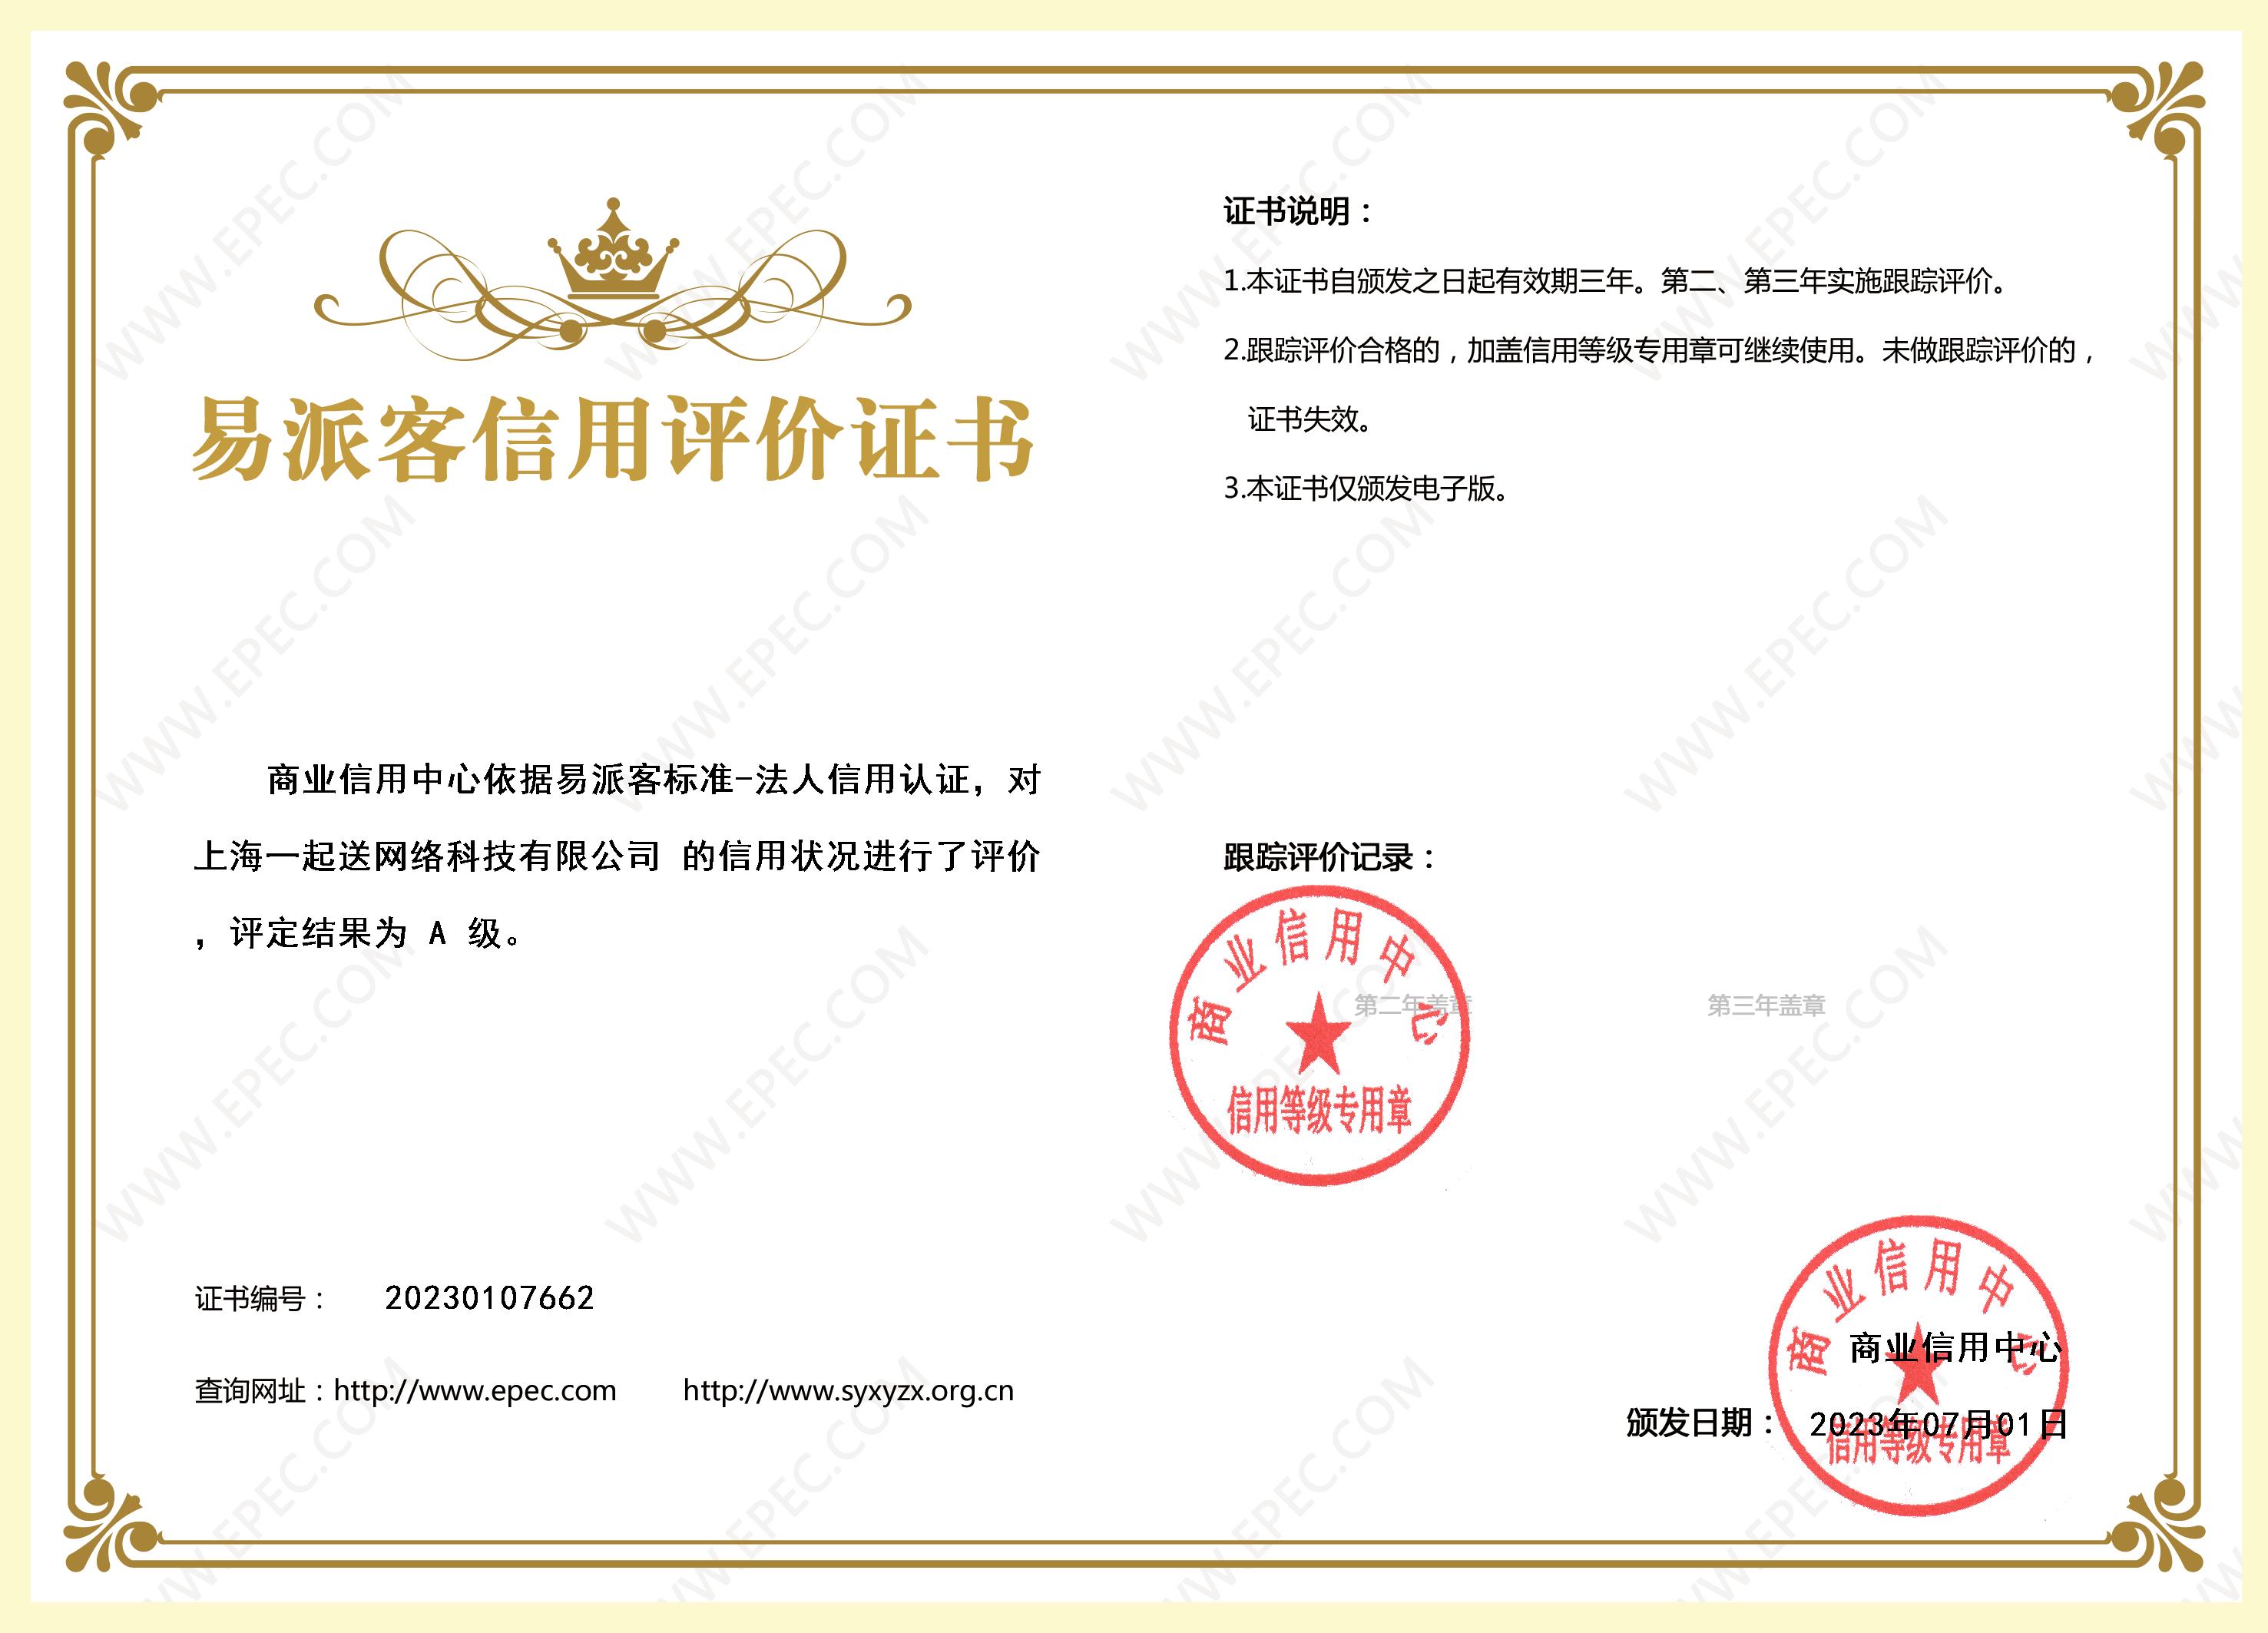 易派客信用评价证书
商业信用中心依据易派客标准-法人信用认证，对
上海一起送网络科技有限公司 的信用状况进行了评价
，评定结果为 A 级。
证书编号： 20230107662
查询网址：http://www.epec.com http://www.syxyzx.org.cn
证书说明：
1.本证书自颁发之日起有效期三年。第二、第三年实施跟踪评价。
2.跟踪评价合格的，加盖信用等级专用章可继续使用。未做跟踪评价的，
证书失效。
3.本证书仅颁发电子版。
跟踪评价记录：
商业信用中心
第二年盖章
信用等级专用章
第三年盖章
商业信用中心
商业信用中心
颁发日期： 2023年07月01日
信用等级专用章
WWW.EPEC.COM